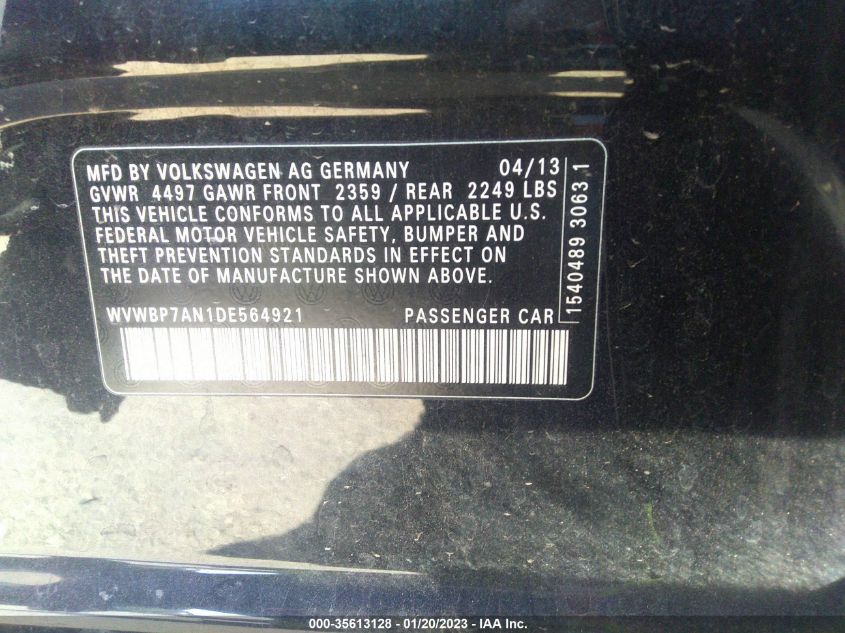 MFD BY VOLKSWAGEN AG GERMANY 04/13
GVWR 4497 GAWR FRONT 2359 / REAR 2249 LBS
THIS VEHICLE CONFORMS TO ALL APPLICABLE U.S.
FEDERAL MOTOR VEHICLE SAFETY, BUMPER AND
THEFT PREVENTION STANDARDS IN EFFECT ON
THE DATE OF MANUFACTURE SHOWN ABOVE.
WVWBP7AN1DE564921 PASSENGER CAR
1540489 3063 1
000-35613128 - 01/20/2023 - IAA Inc.